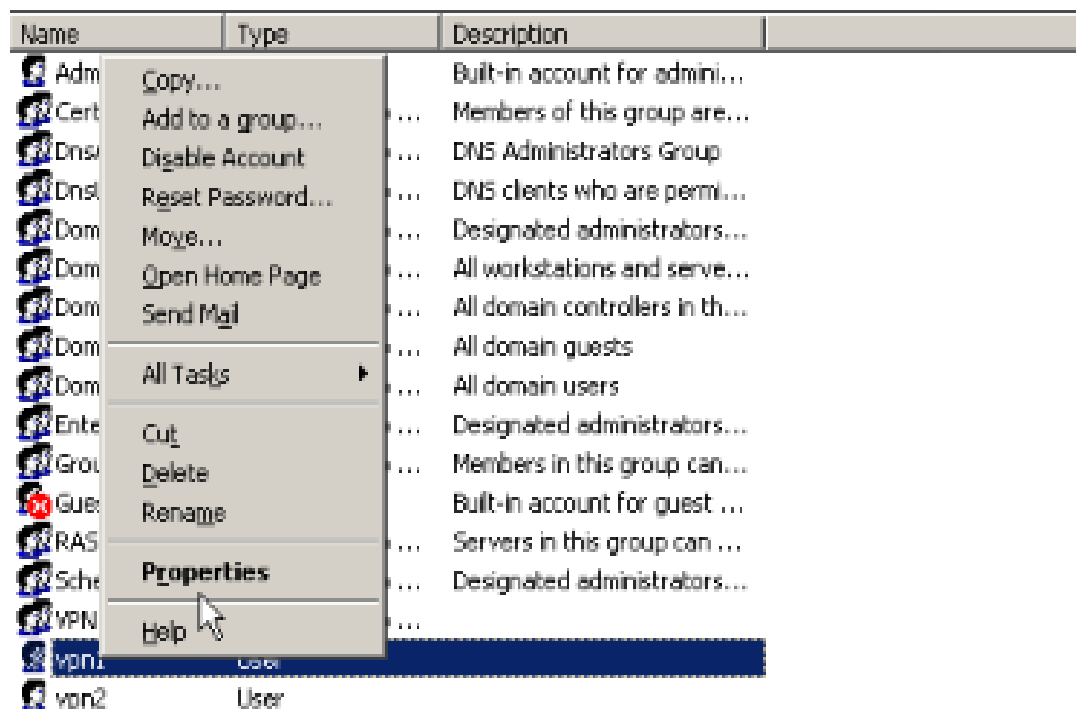 Name Type Description
Adm Built-in account for admini...
Copy...
Cert ... Members of this group are...
Add to a group...
DnsA ... DNS Administrators Group
Disable Account
Dnsl ... DNS clients who are permi...
Reset Password...
Dom ... Designated administrators...
Move...
Dom ... All workstations and serve...
Open Home Page
Dom ... All domain controllers in th...
Send Mail
Dom ... All domain guests
All Tasks
Dom ... All domain users
Ente ... Designated administrators...
Cut
Grou ... Members in this group can...
Delete
Gues Built-in account for guest ...
Rename
RAS ... Servers in this group can ...
Properties
Sche ... Designated administrators...
VPN ...
Help
vpn1 User
vpn2 User